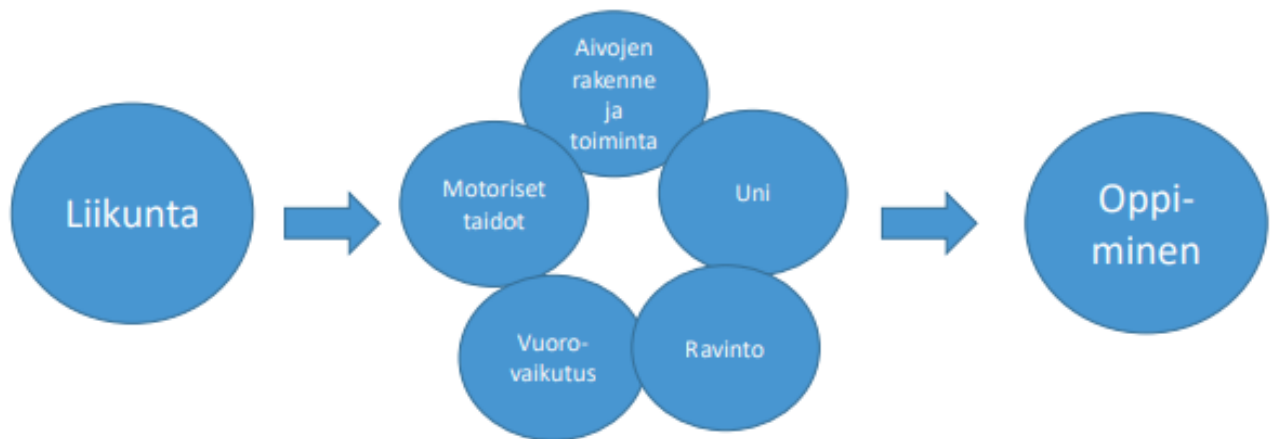 Liikunta
Aivojen
rakenne
ja
toiminta
Motoriset
taidot
Uni
Vuoro-
vaikutus
Ravinto
Oppi-
minen